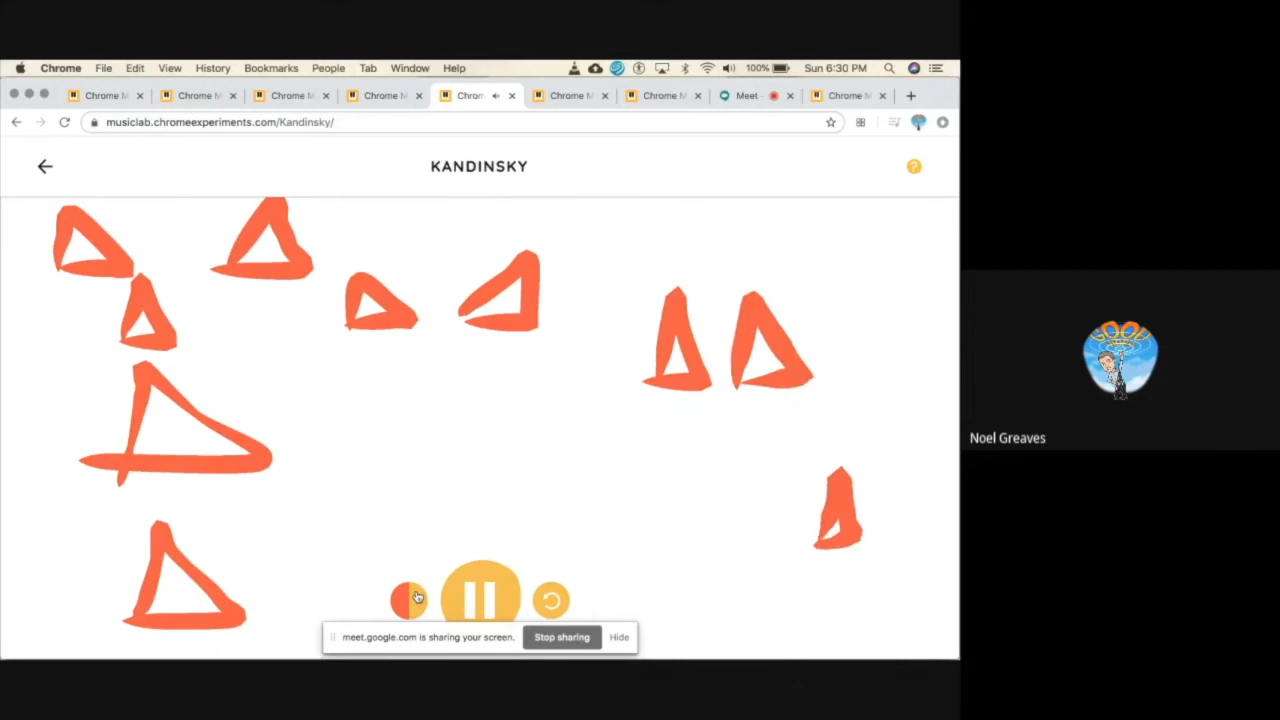 Chrome File Edit View History Bookmarks People Tab Window Help 100% Sun 6:30 PM
Chrome M Chrome M Chrome M Chrome M Chrom Chrome M Chrome M Meet - Chrome M
musiclab.chromeexperiments.com/Kandinsky/
KANDINSKY
?
GOOD
Noel Greaves
meet.google.com is sharing your screen. Stop sharing Hide